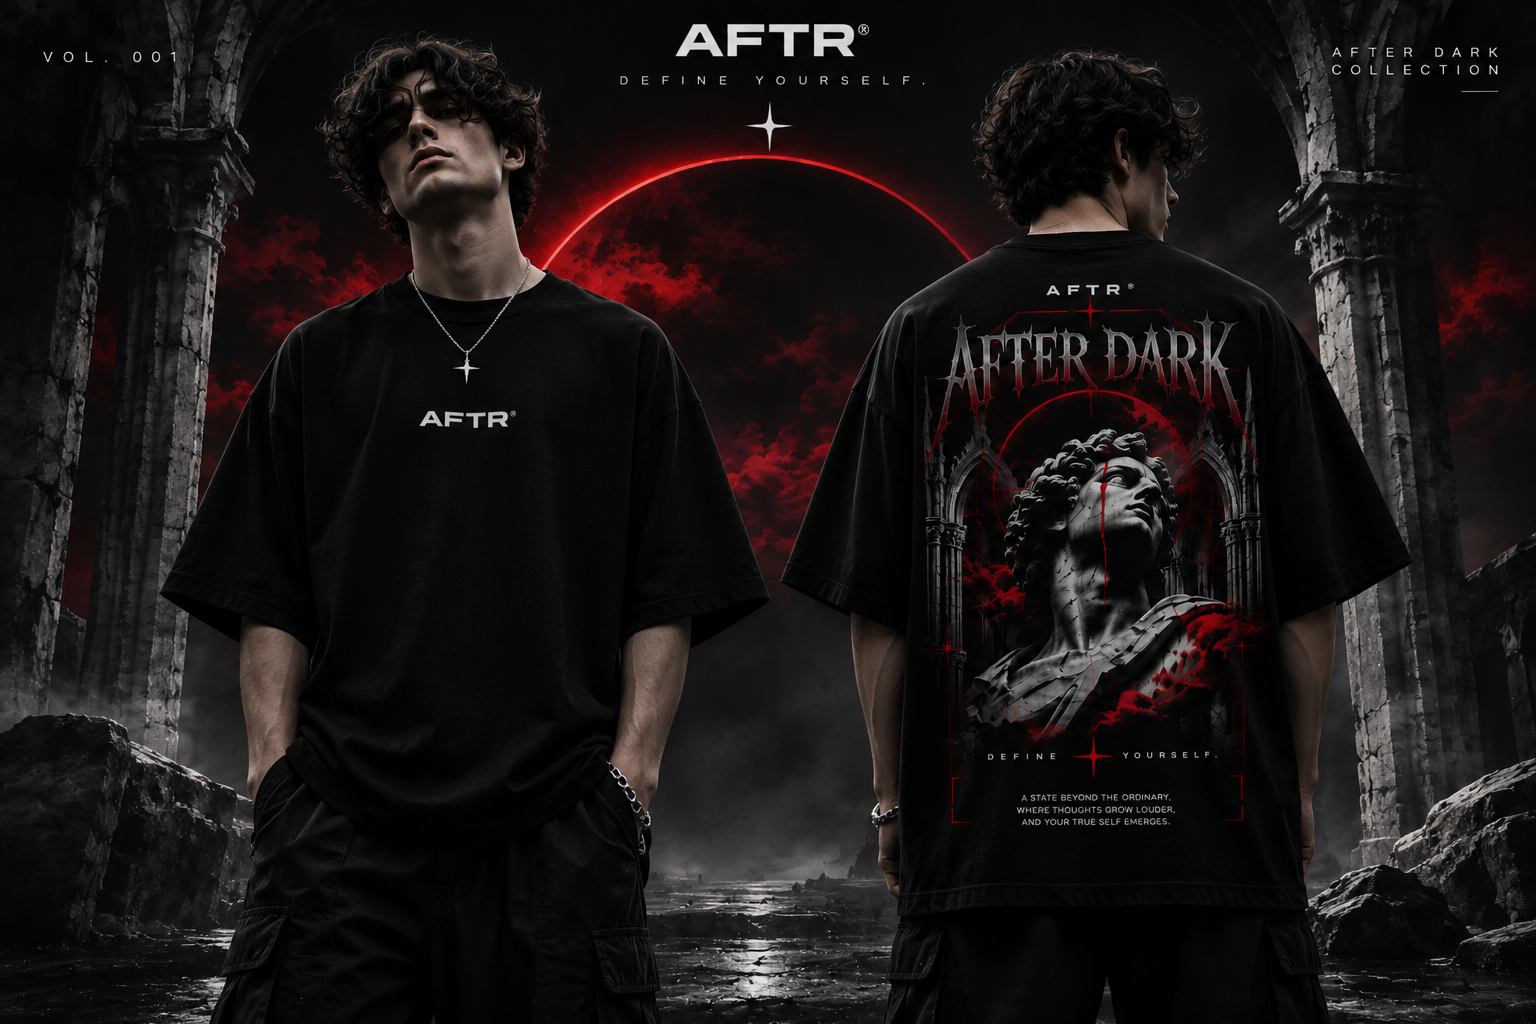 VOL. 001
AFTR®
DEFINE YOURSELF.
AFTER DARK
COLLECTION
AFTR®
AFTR®
AFTER DARK
DEFINE YOURSELF.
A STATE BEYOND THE ORDINARY,
WHERE THOUGHTS GROW LOUDER,
AND YOUR TRUE SELF EMERGES.